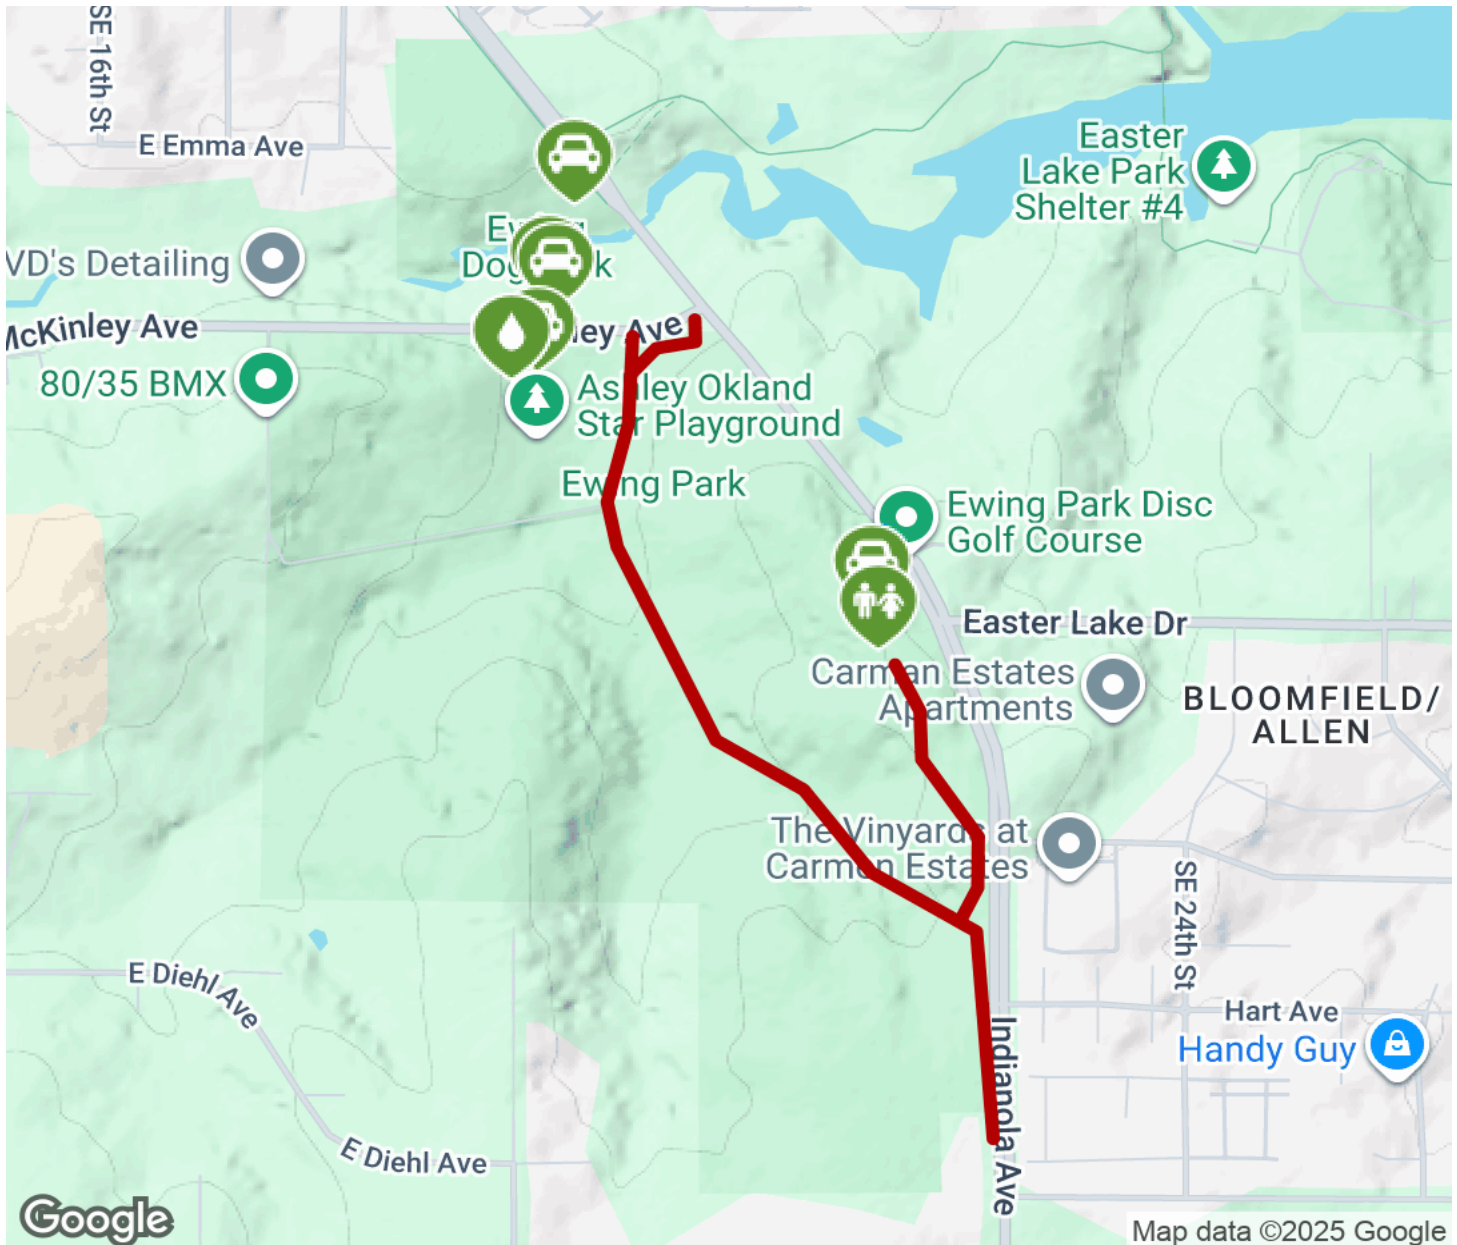 SE 16th St
E Emma Ave
Easter
Lake Park
Shelter #4
VD's Detailing
McKinley Ave
80/35 BMX
Ashley Okland
Star Playground
Ewing Park
Ewing Park Disc
Golf Course
Easter Lake Dr
Carman Estates
Apartments
BLOOMFIELD/
ALLEN
The Vinyards at
Carmen Estates
SE 24th St
E Diehl Ave
Hart Ave
Handy Guy
Indianola Ave
E Diehl Ave
Google
Map data ©2025 Google